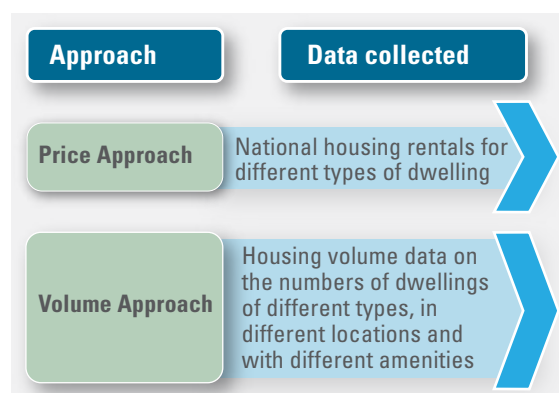 Approach
Data collected
Price Approach
National housing rentals for
different types of dwelling
Volume Approach
Housing volume data on
the numbers of dwellings
of different types, in
different locations and
with different amenities